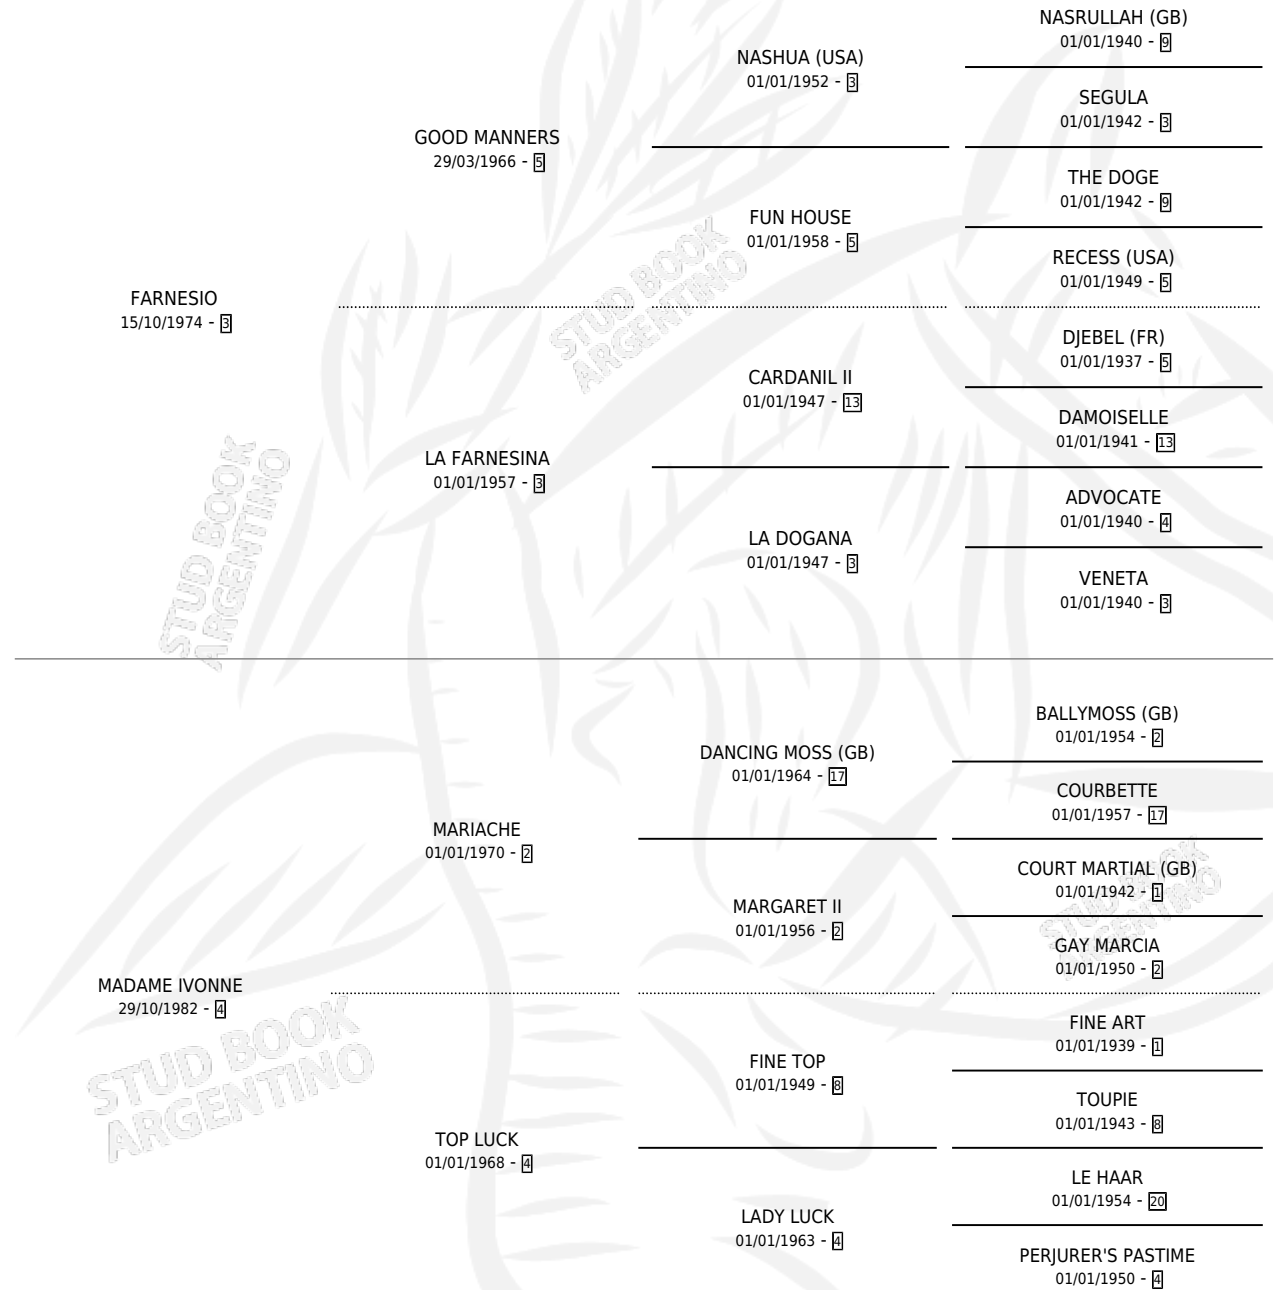 NASRULLAH (GB)
01/01/1940 - 9
NASHUA (USA)
01/01/1952 - 3
SEGULA
01/01/1942 - 3
GOOD MANNERS
29/03/1966 - 5
THE DOGE
01/01/1942 - 9
FUN HOUSE
01/01/1958 - 5
RECESS (USA)
01/01/1949 - 5
FARNESIO
15/10/1974 - 3
DJEBEL (FR)
01/01/1937 - 5
CARDANIL II
01/01/1947 - 13
DAMOISELLE
01/01/1941 - 13
LA FARNESINA
01/01/1957 - 3
ADVOCATE
01/01/1940 - 4
LA DOGANA
01/01/1947 - 3
VENETA
01/01/1940 - 3
BALLYMOSS (GB)
01/01/1954 - 2
DANCING MOSS (GB)
01/01/1964 - 17
COURBETTE
01/01/1957 - 17
MARIACHE
01/01/1970 - 2
COURT MARTIAL (GB)
01/01/1942 - 1
MARGARET II
01/01/1956 - 2
GAY MARCIA
01/01/1950 - 2
MADAME IVONNE
29/10/1982 - 4
FINE ART
01/01/1939 - 1
FINE TOP
01/01/1949 - 8
TOUPIE
01/01/1943 - 8
TOP LUCK
01/01/1968 - 4
LE HAAR
01/01/1954 - 20
LADY LUCK
01/01/1963 - 4
PERJURER'S PASTIME
01/01/1950 - 4
STUD BOOK
ARGENTINO
STUD BOOK
ARGENTINO
STUD BOOK
ARGENTINO
STUD BOOK
ARGENTINO